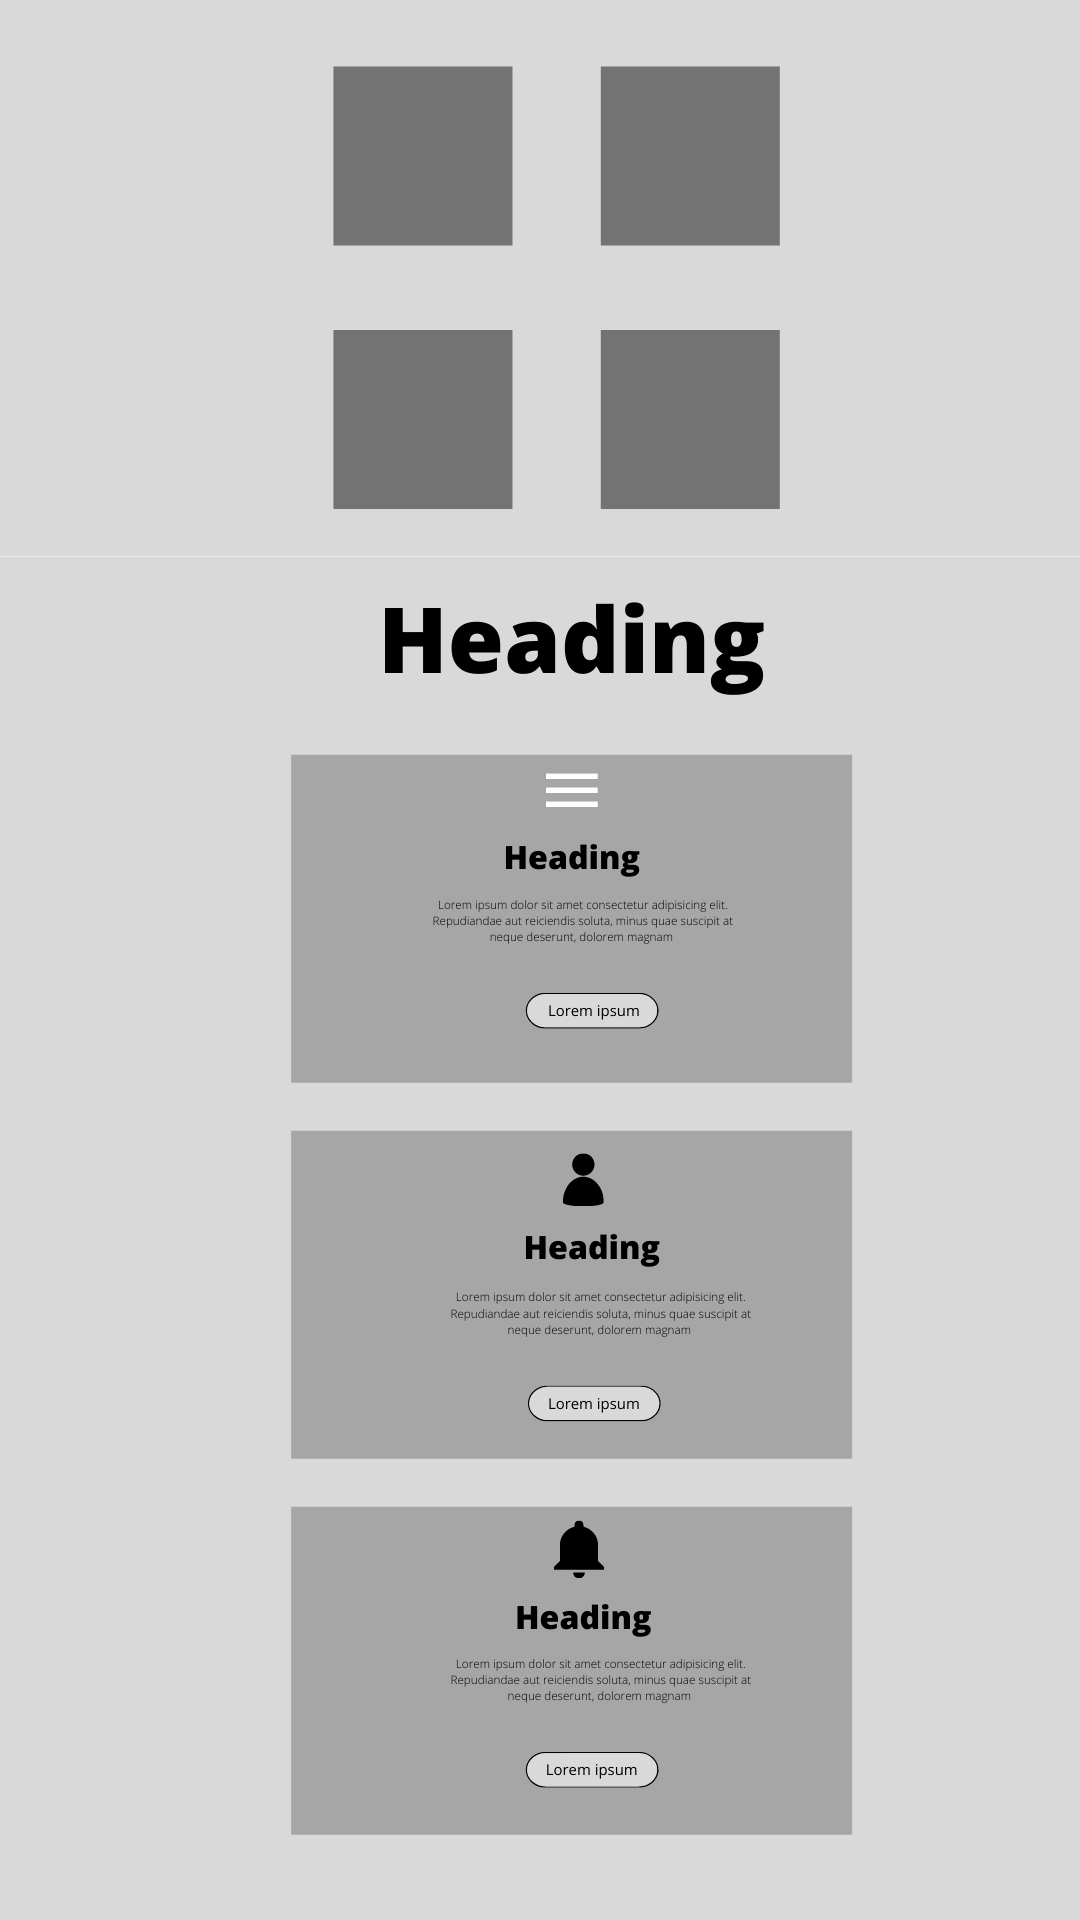 Heading
Heading
Lorem ipsum dolor sit amet consectetur adipisicing elit.
Repudiandae aut reiciendis soluta, minus quae suscipit at
neque deserunt, dolorem magnam
Lorem ipsum
Heading
Lorem ipsum dolor sit amet consectetur adipisicing elit.
Repudiandae aut reiciendis soluta, minus quae suscipit at
neque deserunt, dolorem magnam
Lorem ipsum
Heading
Lorem ipsum dolor sit amet consectetur adipisicing elit.
Repudiandae aut reiciendis soluta, minus quae suscipit at
neque deserunt, dolorem magnam
Lorem ipsum